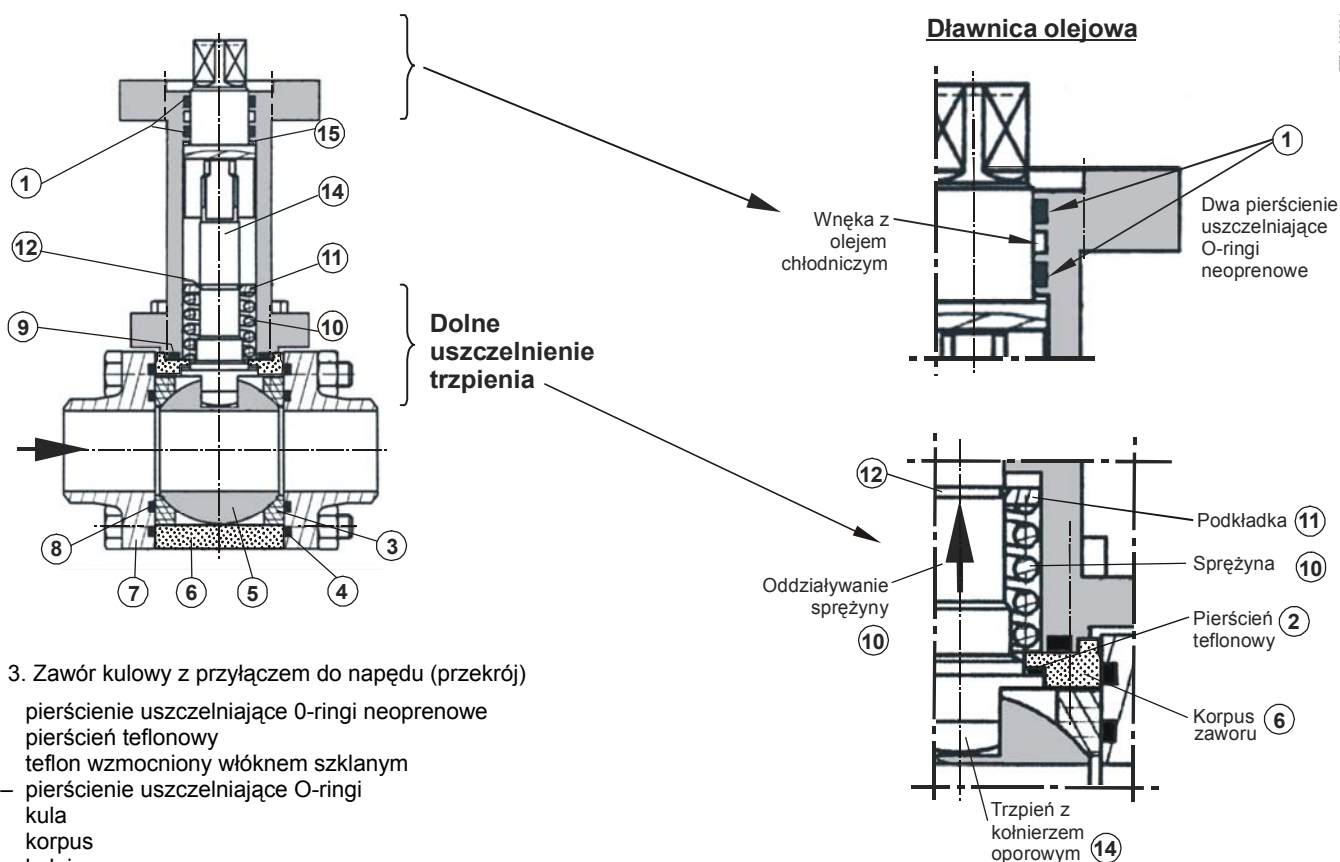 Dławnica olejowa
1
15
14
12
11
9
10
8
7
6
5
4
3
Dolne
uszczelnienie
trzpienia
Wnęka z
olejem
chłodniczym
1
Dwa pierścienie
uszczelniające
O-ringi
neoprenowe
12
Oddziaływanie
sprężyny
10
Podkładka 11
Sprężyna 10
Pierścień 2
teflonowy
Korpus 6
zaworu
Trzpień z
kołnierzem
oporowym 14
3. Zawór kulowy z przyłączem do napędu (przekrój)
pierścienie uszczelniające 0-ringi neoprenowe
pierścień teflonowy
teflon wzmocniony włóknem szklanym
– pierścienie uszczelniające O-ringi
kula
korpus